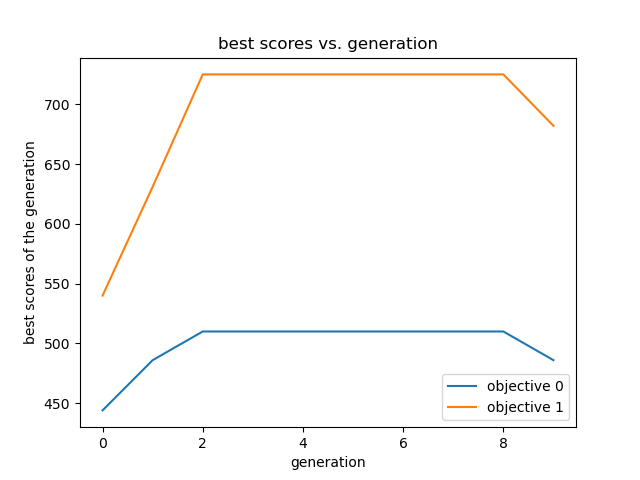 best scores vs. generation
best scores of the generation
700
650
600
550
500
450
0
2
4
6
8
generation
objective 0
objective 1